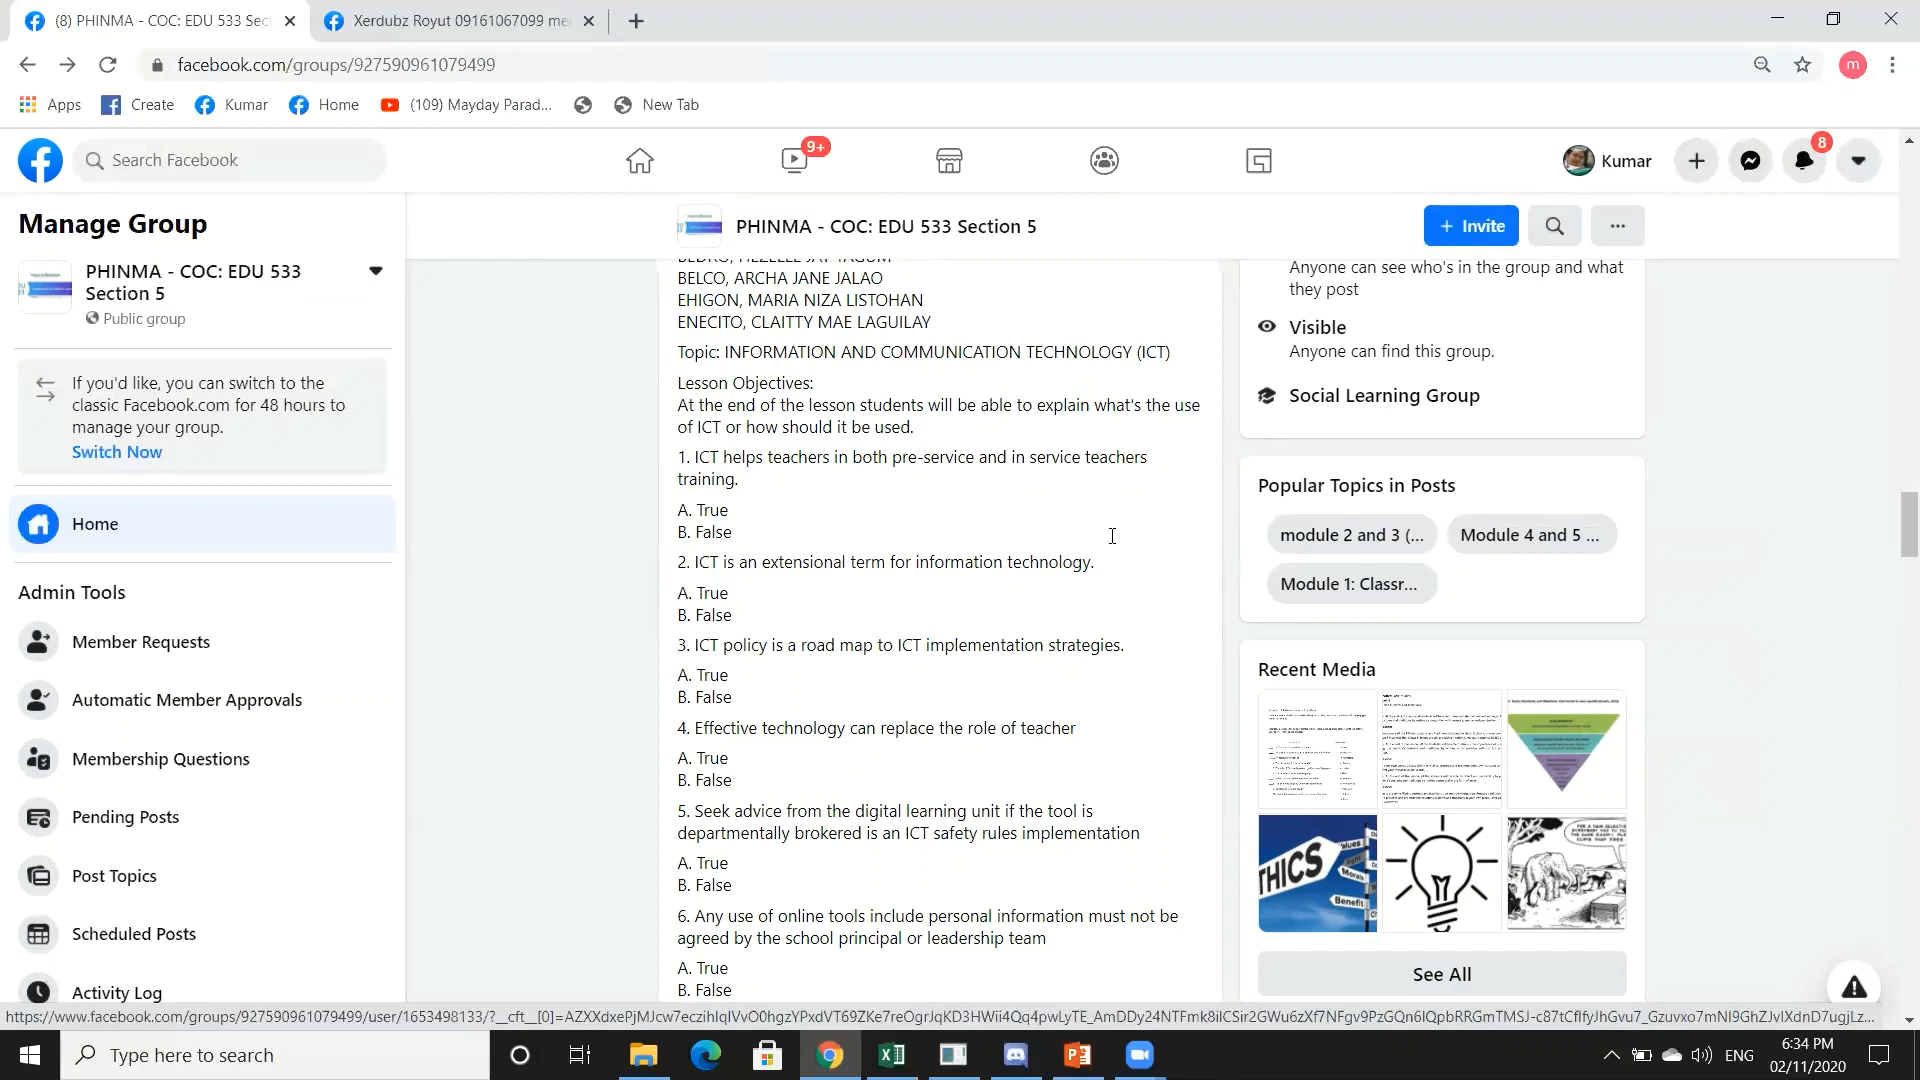 (8) PHINMA - COC: EDU 533 Sec
Xerdubz Royut 09161067099 me
facebook.com/groups/927590961079499
m
Apps
Create
Kumar
Home
(109) Mayday Parad...
New Tab
Search Facebook
9+
Kumar
8
Manage Group
PHINMA - COC: EDU 533
Section 5
Public group
If you'd like, you can switch to the
classic Facebook.com for 48 hours to
manage your group.
Switch Now
Home
Admin Tools
Member Requests
Automatic Member Approvals
Membership Questions
Pending Posts
Post Topics
Scheduled Posts
Activity Log
PHINMA - COC: EDU 533 Section 5
+ Invite
BELCO, ARCHA JANE JALAO
EHIGON, MARIA NIZA LISTOHAN
ENECITO, CLAITTY MAE LAGUILAY
Topic: INFORMATION AND COMMUNICATION TECHNOLOGY (ICT)
Lesson Objectives:
At the end of the lesson students will be able to explain what's the use
of ICT or how should it be used.
1. ICT helps teachers in both pre-service and in service teachers
training.
A. True
B. False
2. ICT is an extensional term for information technology.
A. True
B. False
3. ICT policy is a road map to ICT implementation strategies.
A. True
B. False
4. Effective technology can replace the role of teacher
A. True
B. False
5. Seek advice from the digital learning unit if the tool is
departmentally brokered is an ICT safety rules implementation
A. True
B. False
6. Any use of online tools include personal information must not be
agreed by the school principal or leadership team
A. True
B. False
Anyone can see who's in the group and what
they post
Visible
Anyone can find this group.
Social Learning Group
Popular Topics in Posts
module 2 and 3 (...
Module 4 and 5 ...
Module 1: Classr...
Recent Media
THICS
Values
Morals
Benefit
See All
Type here to search
ENG
6:34 PM
02/11/2020